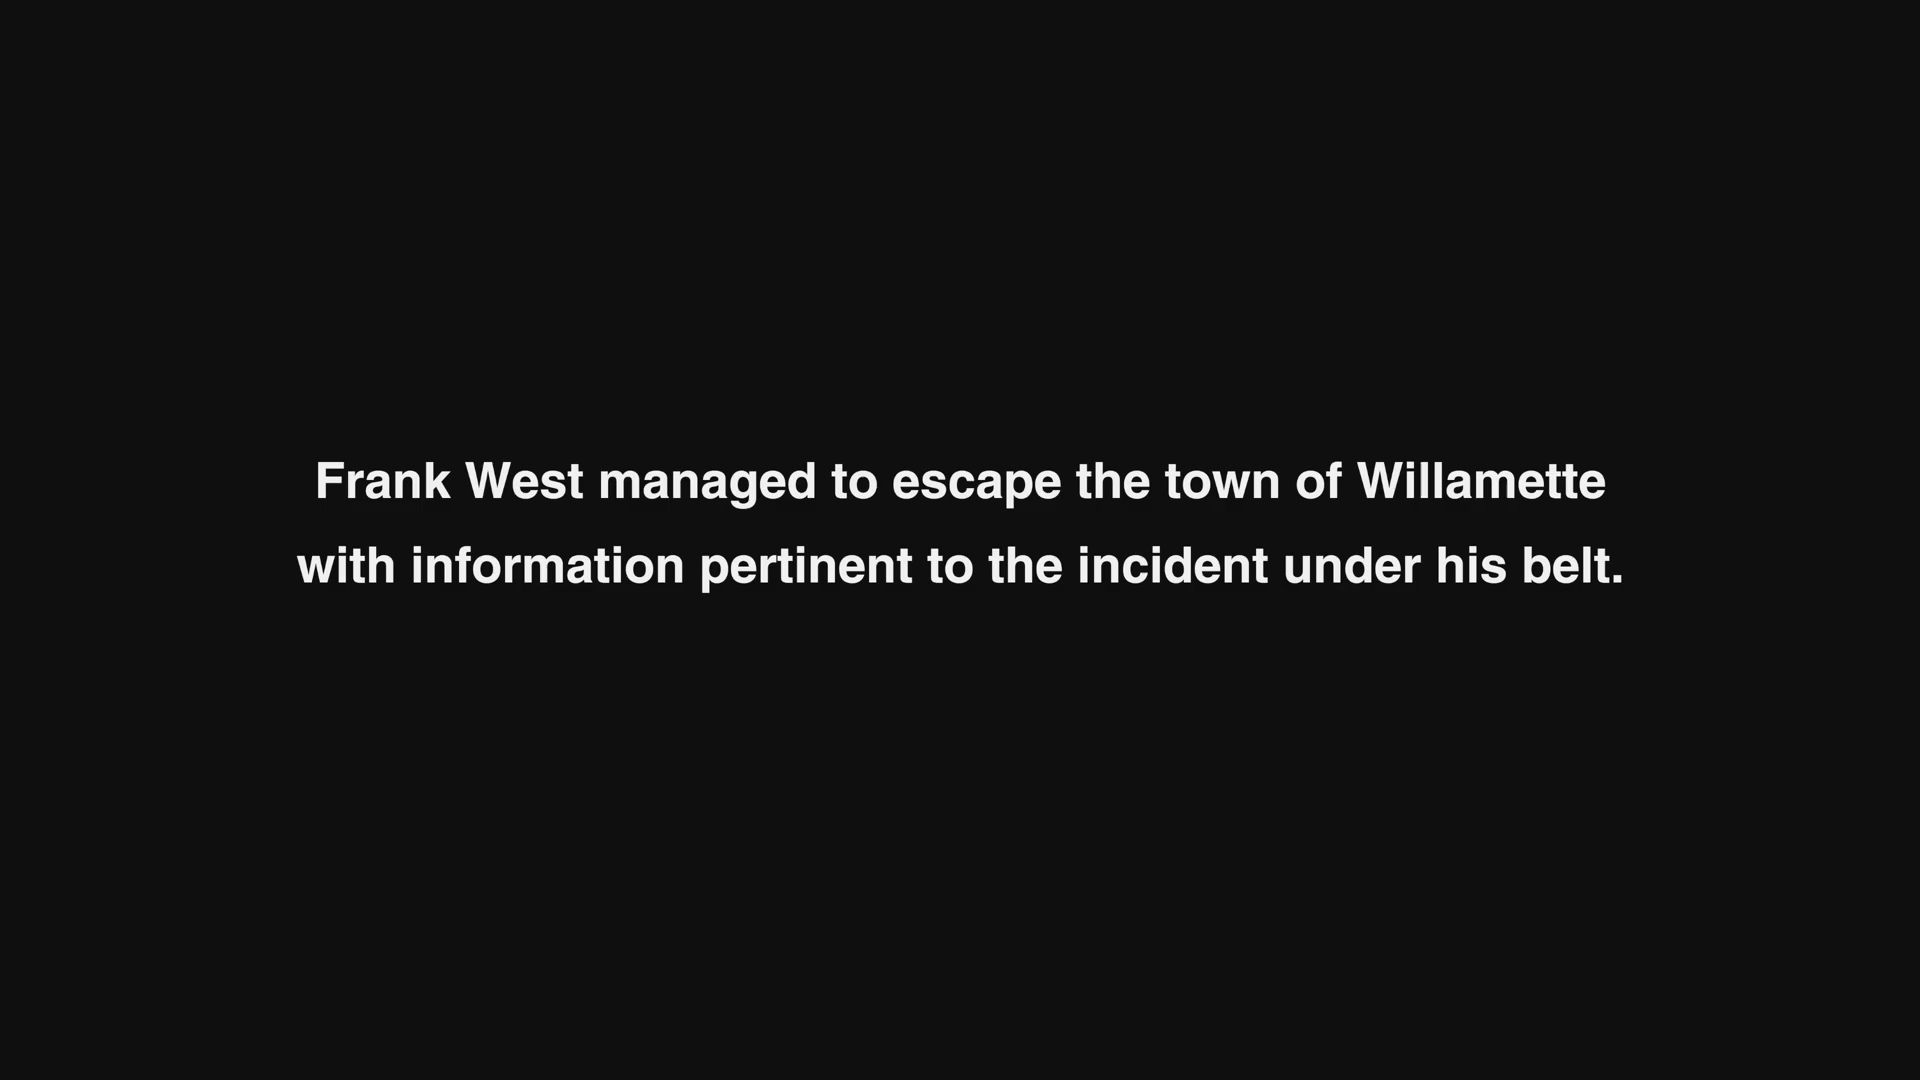 Frank West managed to escape the town of Willamette
with information pertinent to the incident under his belt.